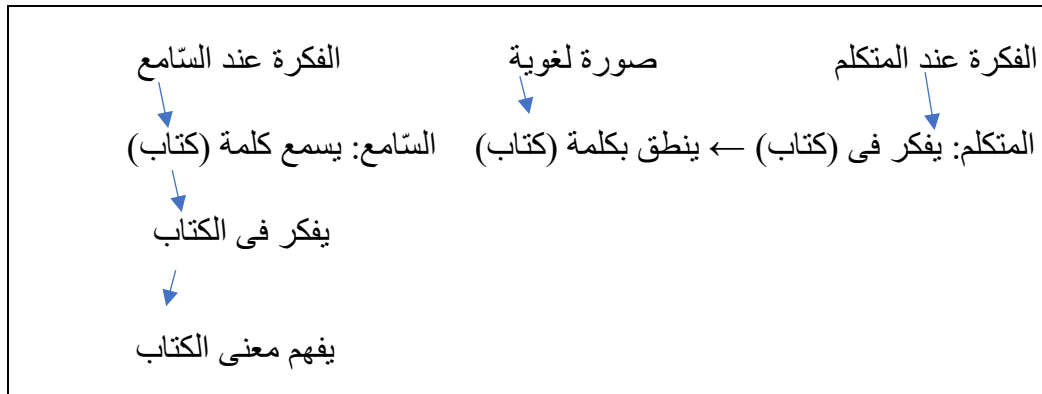 الفكرة عند المتكلم صورة لغوية الفكرة عند السّامع
المتكلم: يفكر فى (كتاب) ← ينطق بكلمة (كتاب) السّامع: يسمع كلمة (كتاب)
يفكر فى الكتاب
يفهم معنى الكتاب